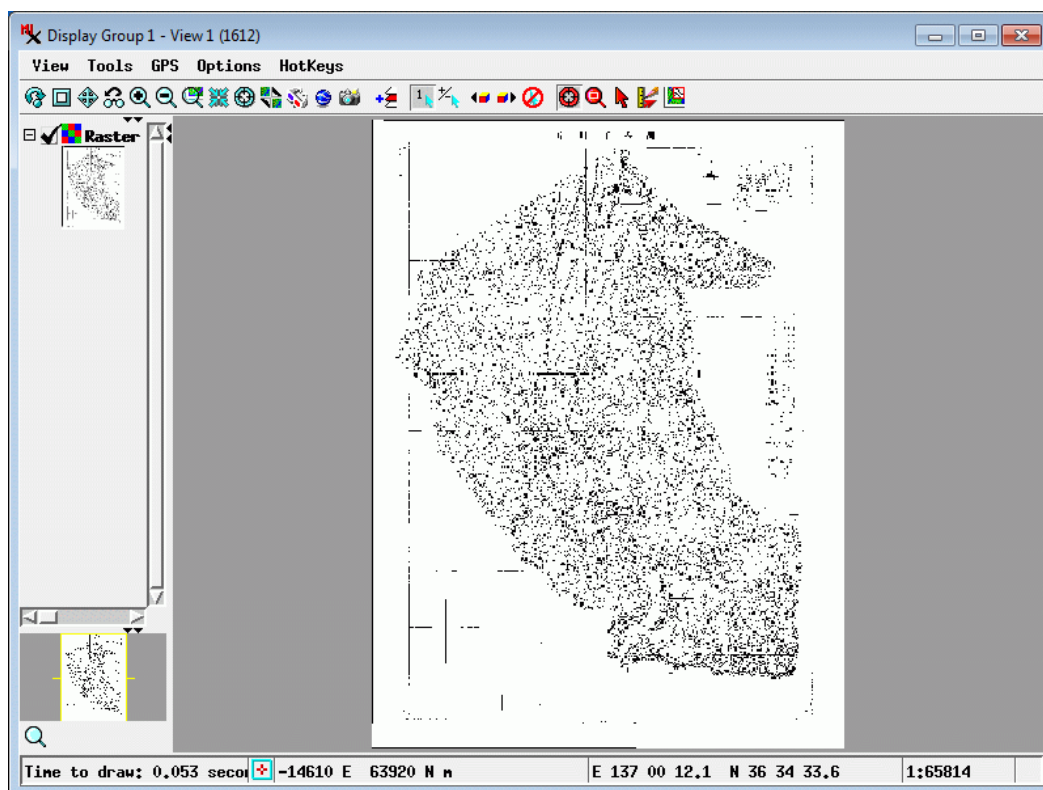 Display Group 1 - View 1 (1612)
View Tools GPS Options HotKeys
Raster
Time to draw: 0.053 secon
-14610 E 63920 N m
E 137 00 12.1 N 36 34 33.6
1:65814